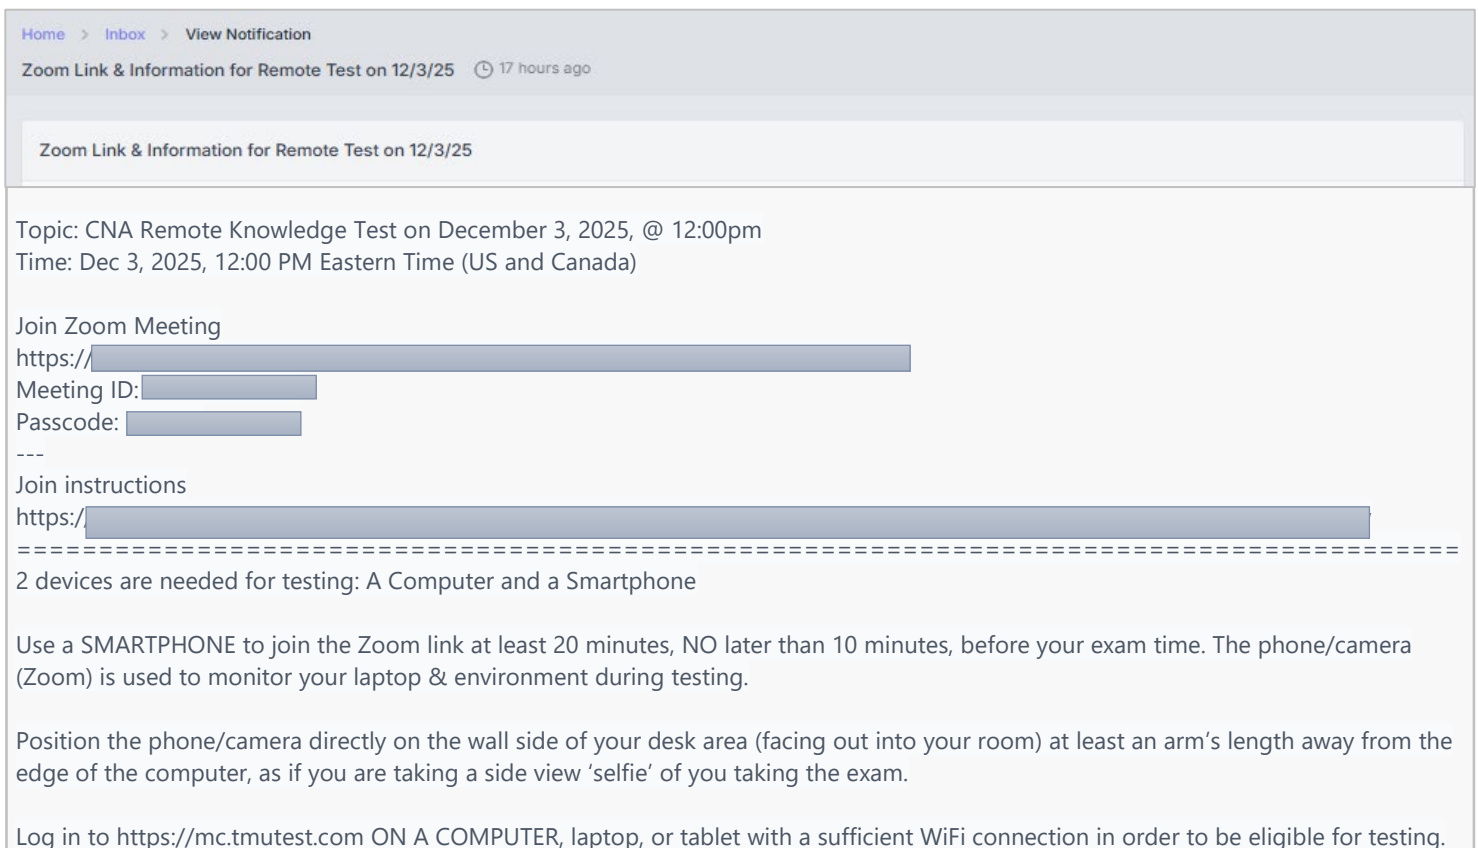 Home > Inbox > View Notification
Zoom Link & Information for Remote Test on 12/3/25 17 hours ago
Zoom Link & Information for Remote Test on 12/3/25
Topic: CNA Remote Knowledge Test on December 3, 2025, @ 12:00pm
Time: Dec 3, 2025, 12:00 PM Eastern Time (US and Canada)
Join Zoom Meeting
https://
Meeting ID:
Passcode:
---
Join instructions
https:/
========================================================================================
2 devices are needed for testing: A Computer and a Smartphone
Use a SMARTPHONE to join the Zoom link at least 20 minutes, NO later than 10 minutes, before your exam time. The phone/camera
(Zoom) is used to monitor your laptop & environment during testing.
Position the phone/camera directly on the wall side of your desk area (facing out into your room) at least an arm's length away from the
edge of the computer, as if you are taking a side view ‘selfie’ of you taking the exam.
Log in to https://mc.tmutest.com ON A COMPUTER, laptop, or tablet with a sufficient WiFi connection in order to be eligible for testing.